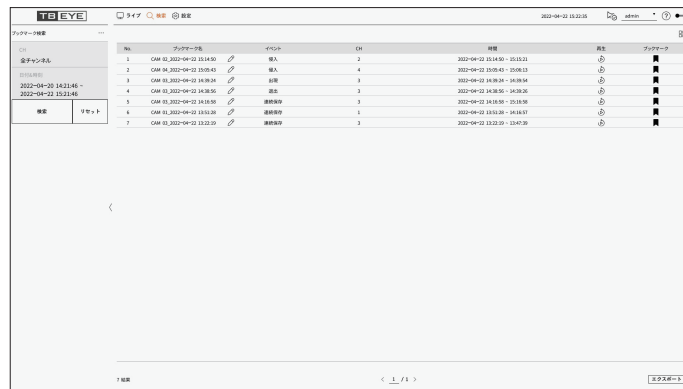 TB EYE
ライブ 検索 設定 2022-04-22 15:22:35 admin
ブックマーク検索 ...
CH
全チャンネル
日付&時刻
2022-04-20 14:21:46 ~
2022-04-22 15:21:46
検索 リセット
No. ブックマーク名 イベント CH 時間 再生 ブックマーク
1 CAM 02_2022-04-22 15:14:50 侵入 2 2022-04-22 15:14:50 ~ 15:15:21
2 CAM 04_2022-04-22 15:05:43 侵入 4 2022-04-22 15:05:43 ~ 15:06:13
3 CAM 03_2022-04-22 14:39:24 出現 3 2022-04-22 14:39:24 ~ 14:39:54
4 CAM 03_2022-04-22 14:38:56 退出 3 2022-04-22 14:38:56 ~ 14:39:26
5 CAM 03_2022-04-22 14:16:58 連続保存 3 2022-04-22 14:16:58 ~ 15:16:58
6 CAM 01_2022-04-22 13:51:28 連続保存 1 2022-04-22 13:51:28 ~ 14:16:57
7 CAM 03_2022-04-22 13:22:19 連続保存 3 2022-04-22 13:22:19 ~ 13:47:39
7 結果 < 1 / 1 > エクスポート